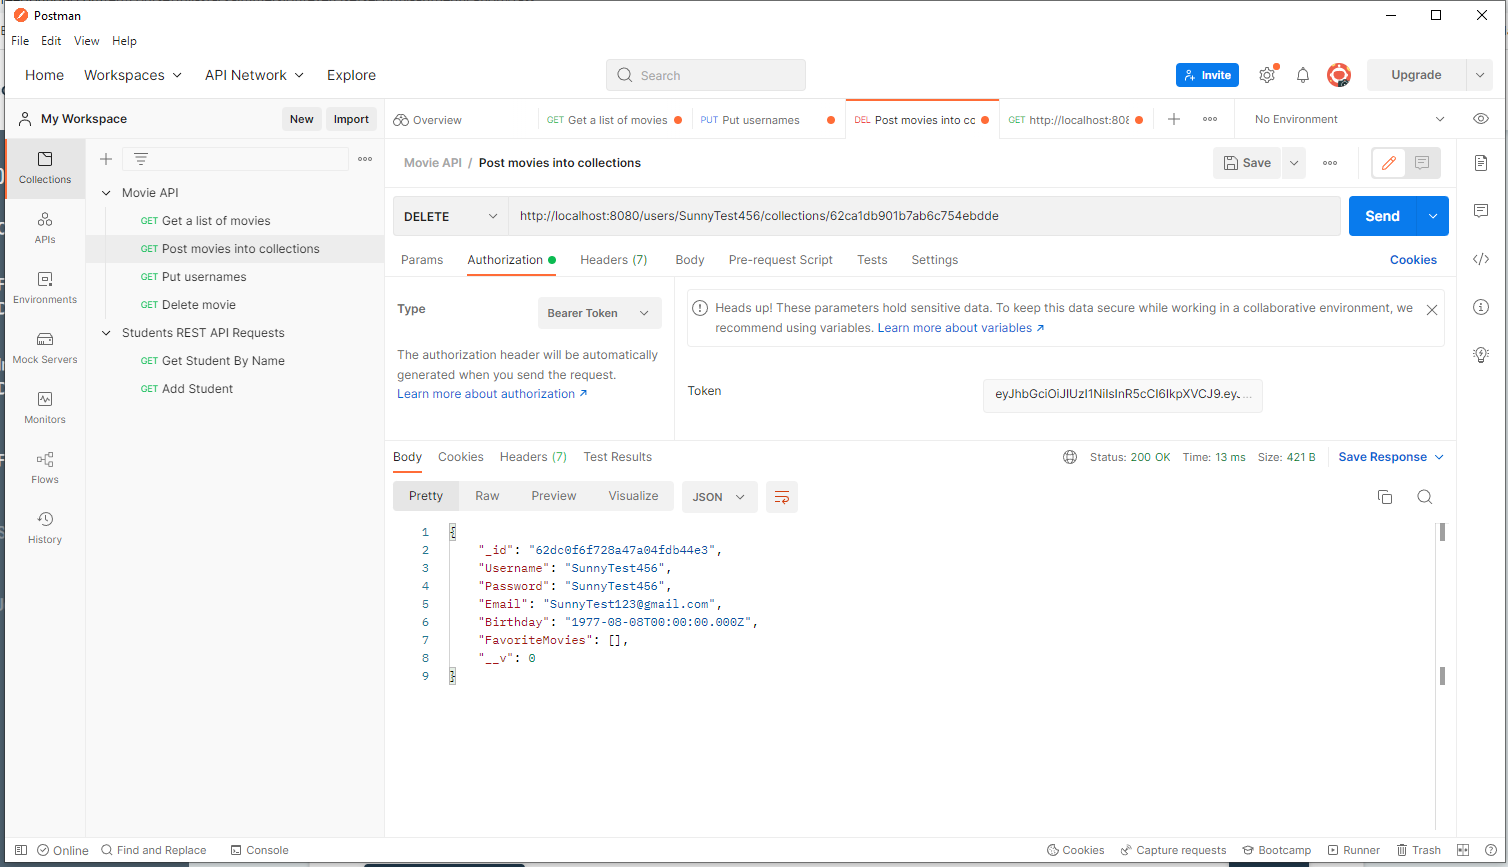 Postman
File Edit View Help
Home Workspaces API Network Explore Search Invite Upgrade
My Workspace New Import
Overview GET Get a list of movies PUT Put usernames DEL Post movies into cc GET http://localhost:808 No Environment
Collections
APIs
Environments
Mock Servers
Monitors
Flows
History
Movie API
GET Get a list of movies
GET Post movies into collections
GET Put usernames
GET Delete movie
Students REST API Requests
GET Get Student By Name
GET Add Student
Movie API / Post movies into collections Save
DELETE http://localhost:8080/users/SunnyTest456/collections/62ca1db901b7ab6c754ebdde Send
Params Authorization Headers (7) Body Pre-request Script Tests Settings Cookies
Type Bearer Token
The authorization header will be automatically
generated when you send the request.
Learn more about authorization ↗
Heads up! These parameters hold sensitive data. To keep this data secure while working in a collaborative environment, we
recommend using variables. Learn more about variables ↗
Token eyJhbGciOiJIUzI1NiIsInR5cCI6IkpXVCJ9.eyJ...
Body Cookies Headers (7) Test Results Status: 200 OK Time: 13 ms Size: 421 B Save Response
Pretty Raw Preview Visualize JSON
1 {
2 "_id": "62dc0f6f728a47a04fdb44e3",
3 "Username": "SunnyTest456",
4 "Password": "SunnyTest456",
5 "Email": "SunnyTest123@gmail.com",
6 "Birthday": "1977-08-08T00:00:00.000Z",
7 "FavoriteMovies": [],
8 "__v": 0
9 }
Online Find and Replace Console Cookies Capture requests Bootcamp Runner Trash